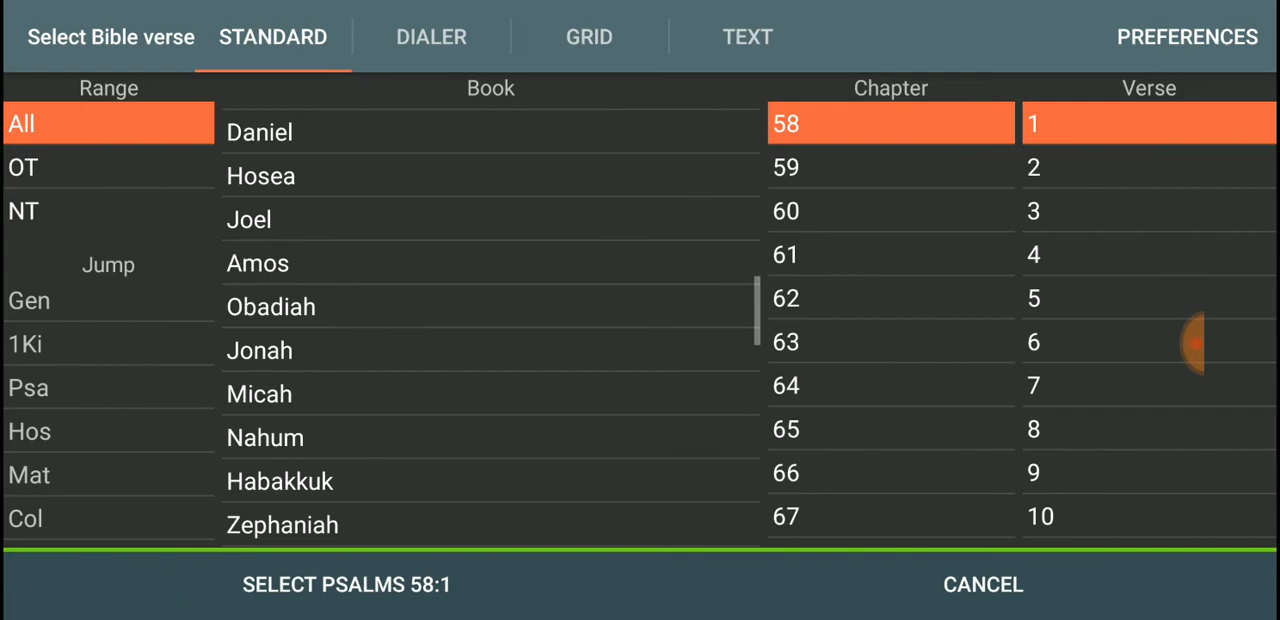 Select Bible verse STANDARD DIALER GRID TEXT PREFERENCES
Range Book Chapter Verse
All
OT
NT
Jump
Gen
1Ki
Psa
Hos
Mat
Col
Daniel
Hosea
Joel
Amos
Obadiah
Jonah
Micah
Nahum
Habakkuk
Zephaniah
58
59
60
61
62
63
64
65
66
67
1
2
3
4
5
6
7
8
9
10
SELECT PSALMS 58:1 CANCEL